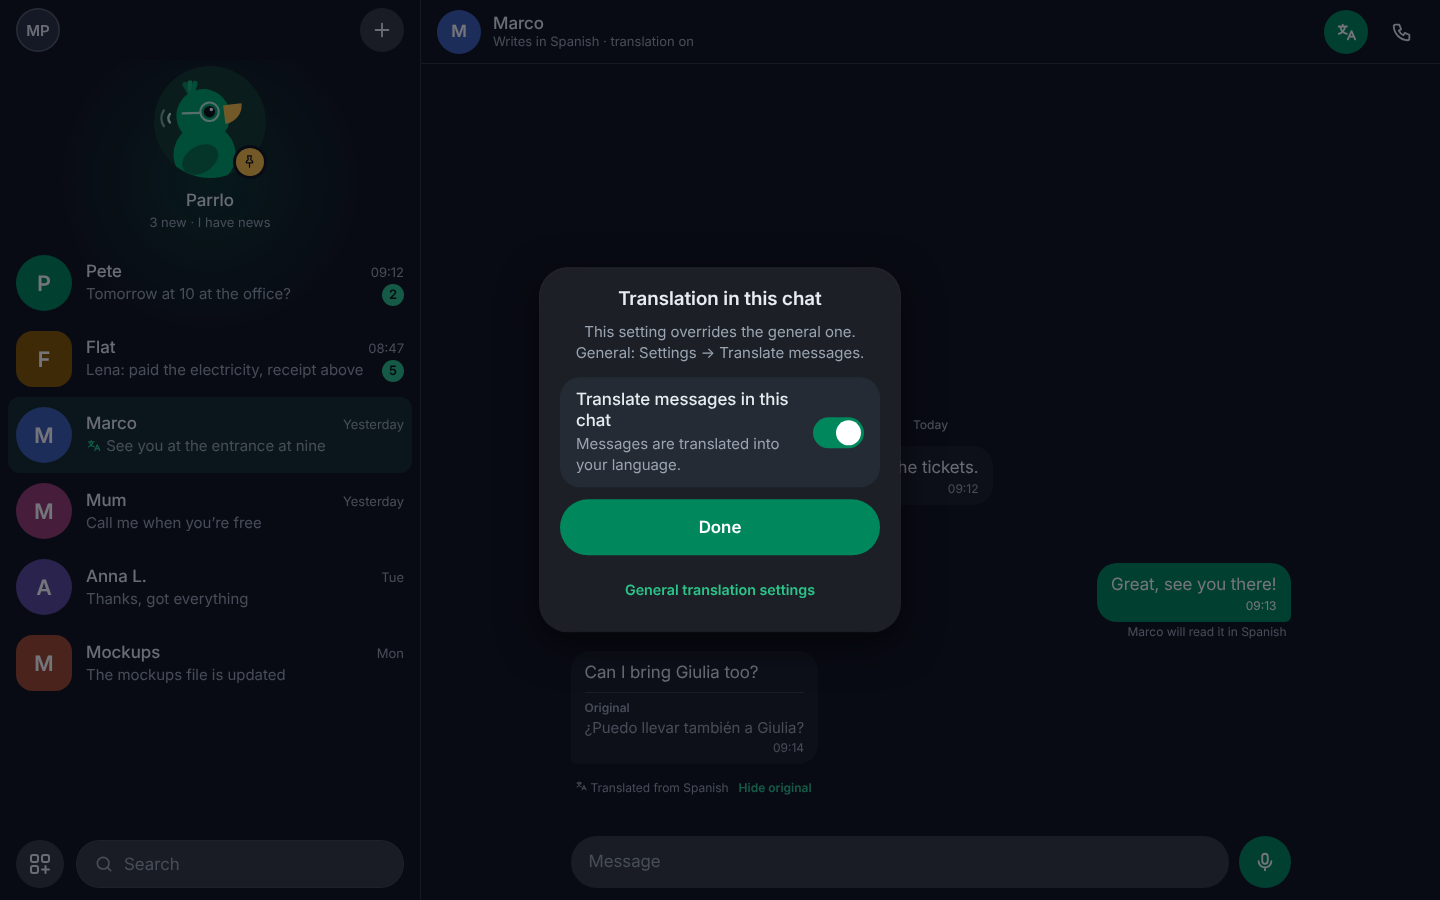 MP
Parrlo
3 new · I have news
P
Pete
09:12
Tomorrow at 10 at the office?
2
F
Flat
08:47
Lena: paid the electricity, receipt above
5
M
Marco
Yesterday
See you at the entrance at nine
M
Mum
Yesterday
Call me when you're free
A
Anna L.
Tue
Thanks, got everything
M
Mockups
Mon
The mockups file is updated
Search
M
Marco
Writes in Spanish · translation on
Today
tickets.
09:12
Great, see you there!
09:13
Marco will read it in Spanish
Can I bring Giulia too?
Original
¿Puedo llevar también a Giulia?
09:14
Translated from Spanish Hide original
Message
Translation in this chat
This setting overrides the general one.
General: Settings → Translate messages.
Translate messages in this
chat
Messages are translated into
your language.
Done
General translation settings